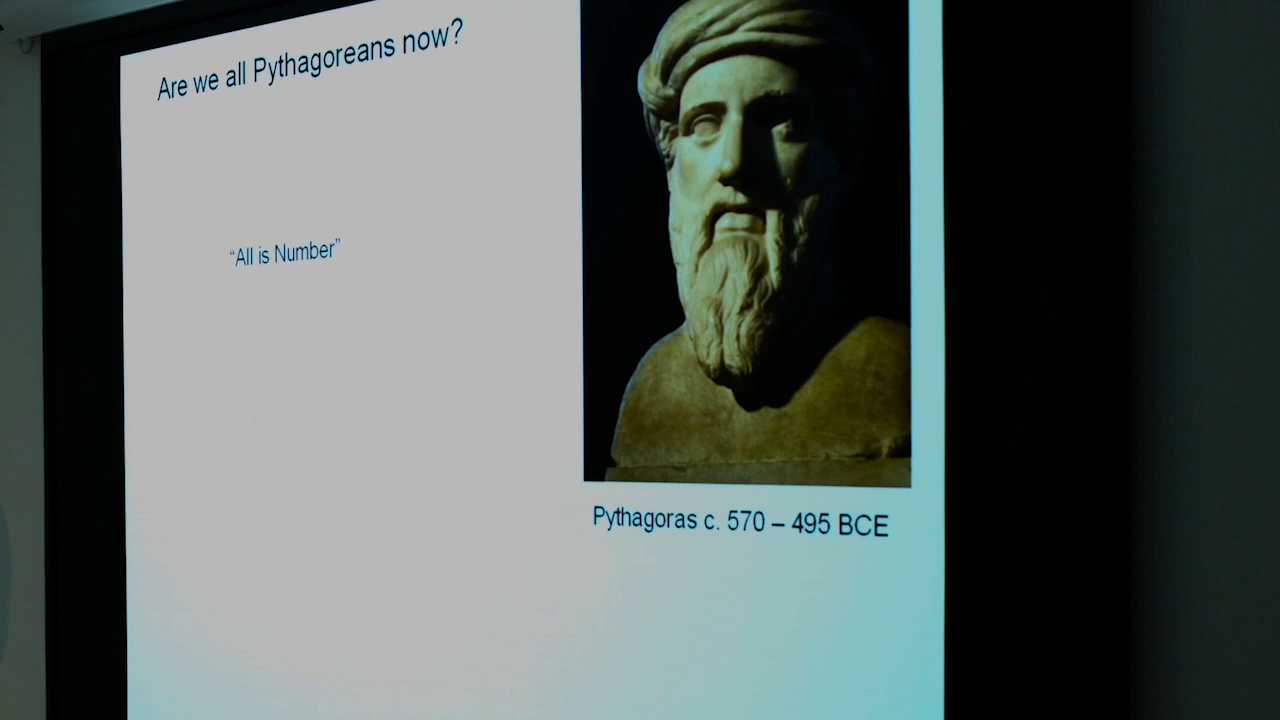 Are we all Pythagoreans now?
“All is Number”
Pythagoras c. 570 – 495 BCE